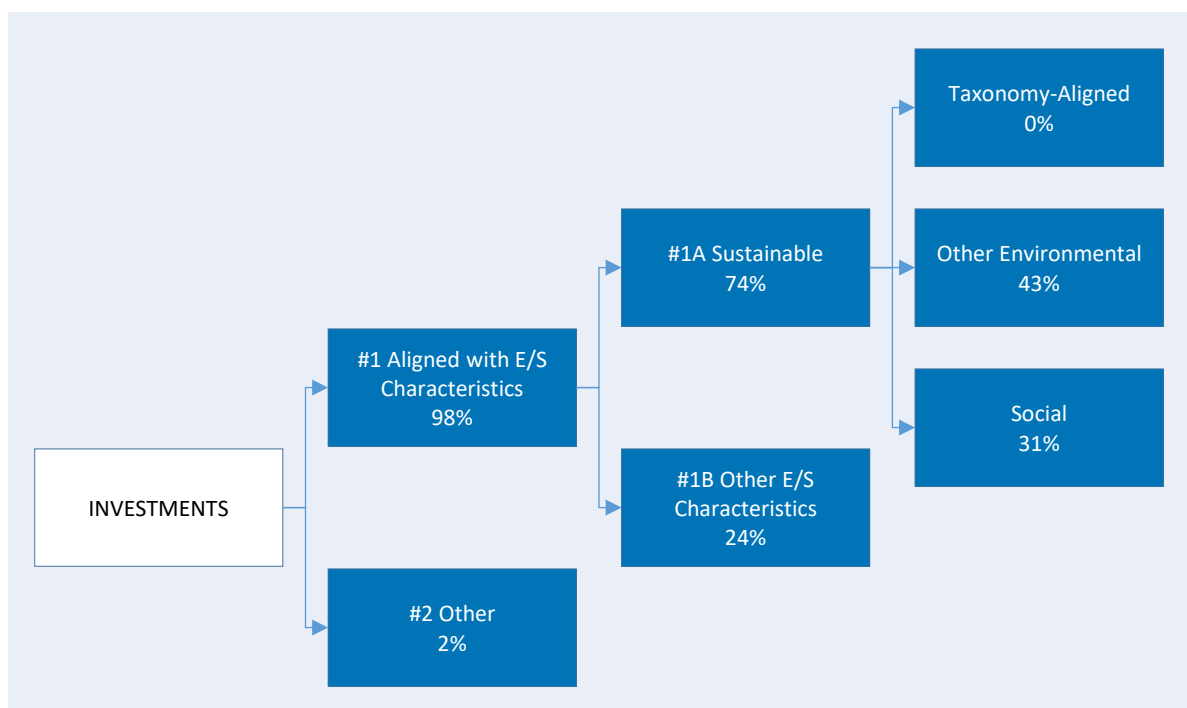 Taxonomy-Aligned
0%
#1A Sustainable
74%
Other Environmental
43%
#1 Aligned with E/S
Characteristics
98%
Social
31%
INVESTMENTS
#1B Other E/S
Characteristics
24%
#2 Other
2%